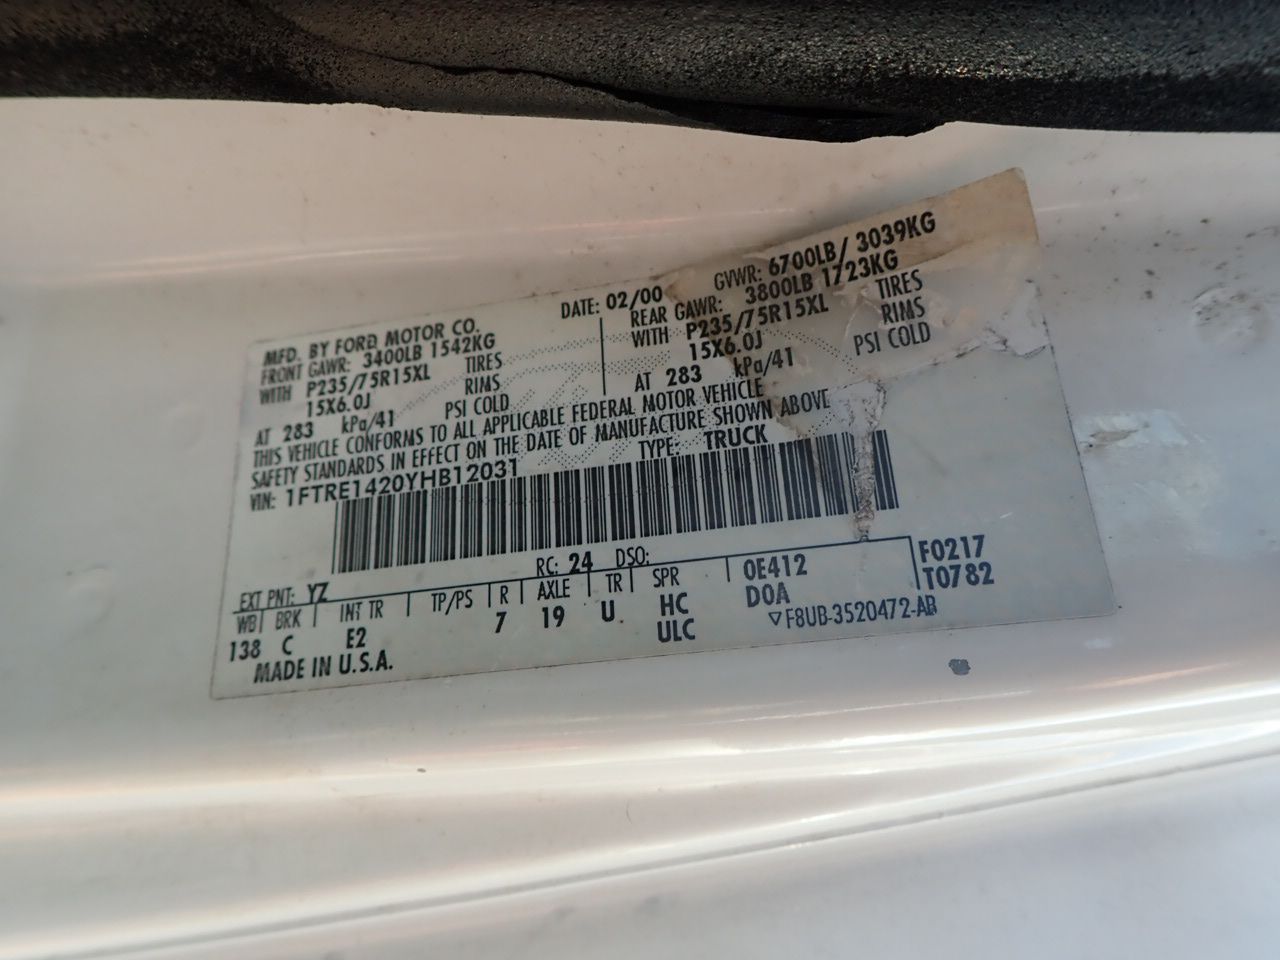 MFD. BY FORD MOTOR CO.
DATE: 02/00
GVWR: 6700LB/ 3039KG
FRONT GAWR: 3400LB 1542KG
REAR GAWR: 3800LB 1723KG
WITH P235/75R15XL TIRES
WITH P235/75R15XL TIRES
15X6.0J RIMS
15X6.0J RIMS
AT 283 kPa/41 PSI COLD
AT 283 kPa/41 PSI COLD
THIS VEHICLE CONFORMS TO ALL APPLICABLE FEDERAL MOTOR VEHICLE
SAFETY STANDARDS IN EFFECT ON THE DATE OF MANUFACTURE SHOWN ABOVE
VIN: 1FTRE1420YHB12031
TYPE: TRUCK
EXT PNT: YZ
RC: 24 DSO:
F0217
T0782
WB BRK INT TR TP/PS R AXLE TR SPR 0E412
138 C E2 7 19 U HC DOA
ULC
▽F8UB-3520472-AB
MADE IN U.S.A.